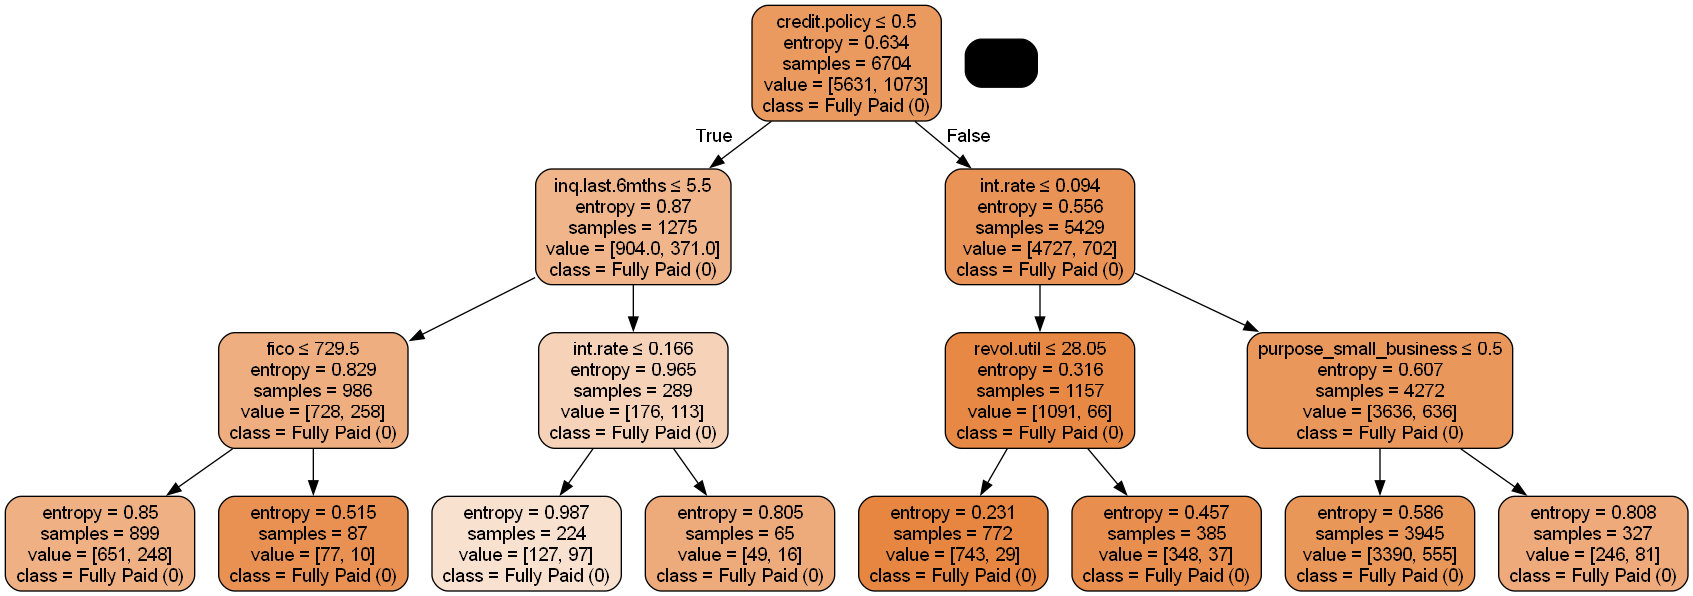 credit.policy ≤ 0.5
entropy = 0.634
samples = 6704
value = [5631, 1073]
class = Fully Paid (0)
True
False
inq.last.6mths ≤ 5.5
entropy = 0.87
samples = 1275
value = [904.0, 371.0]
class = Fully Paid (0)
int.rate ≤ 0.094
entropy = 0.556
samples = 5429
value = [4727, 702]
class = Fully Paid (0)
fico ≤ 729.5
entropy = 0.829
samples = 986
value = [728, 258]
class = Fully Paid (0)
int.rate ≤ 0.166
entropy = 0.965
samples = 289
value = [176, 113]
class = Fully Paid (0)
revol.util ≤ 28.05
entropy = 0.316
samples = 1157
value = [1091, 66]
class = Fully Paid (0)
purpose_small_business ≤ 0.5
entropy = 0.607
samples = 4272
value = [3636, 636]
class = Fully Paid (0)
entropy = 0.85
samples = 899
value = [651, 248]
class = Fully Paid (0)
entropy = 0.515
samples = 87
value = [77, 10]
class = Fully Paid (0)
entropy = 0.987
samples = 224
value = [127, 97]
class = Fully Paid (0)
entropy = 0.805
samples = 65
value = [49, 16]
class = Fully Paid (0)
entropy = 0.231
samples = 772
value = [743, 29]
class = Fully Paid (0)
entropy = 0.457
samples = 385
value = [348, 37]
class = Fully Paid (0)
entropy = 0.586
samples = 3945
value = [3390, 555]
class = Fully Paid (0)
entropy = 0.808
samples = 327
value = [246, 81]
class = Fully Paid (0)